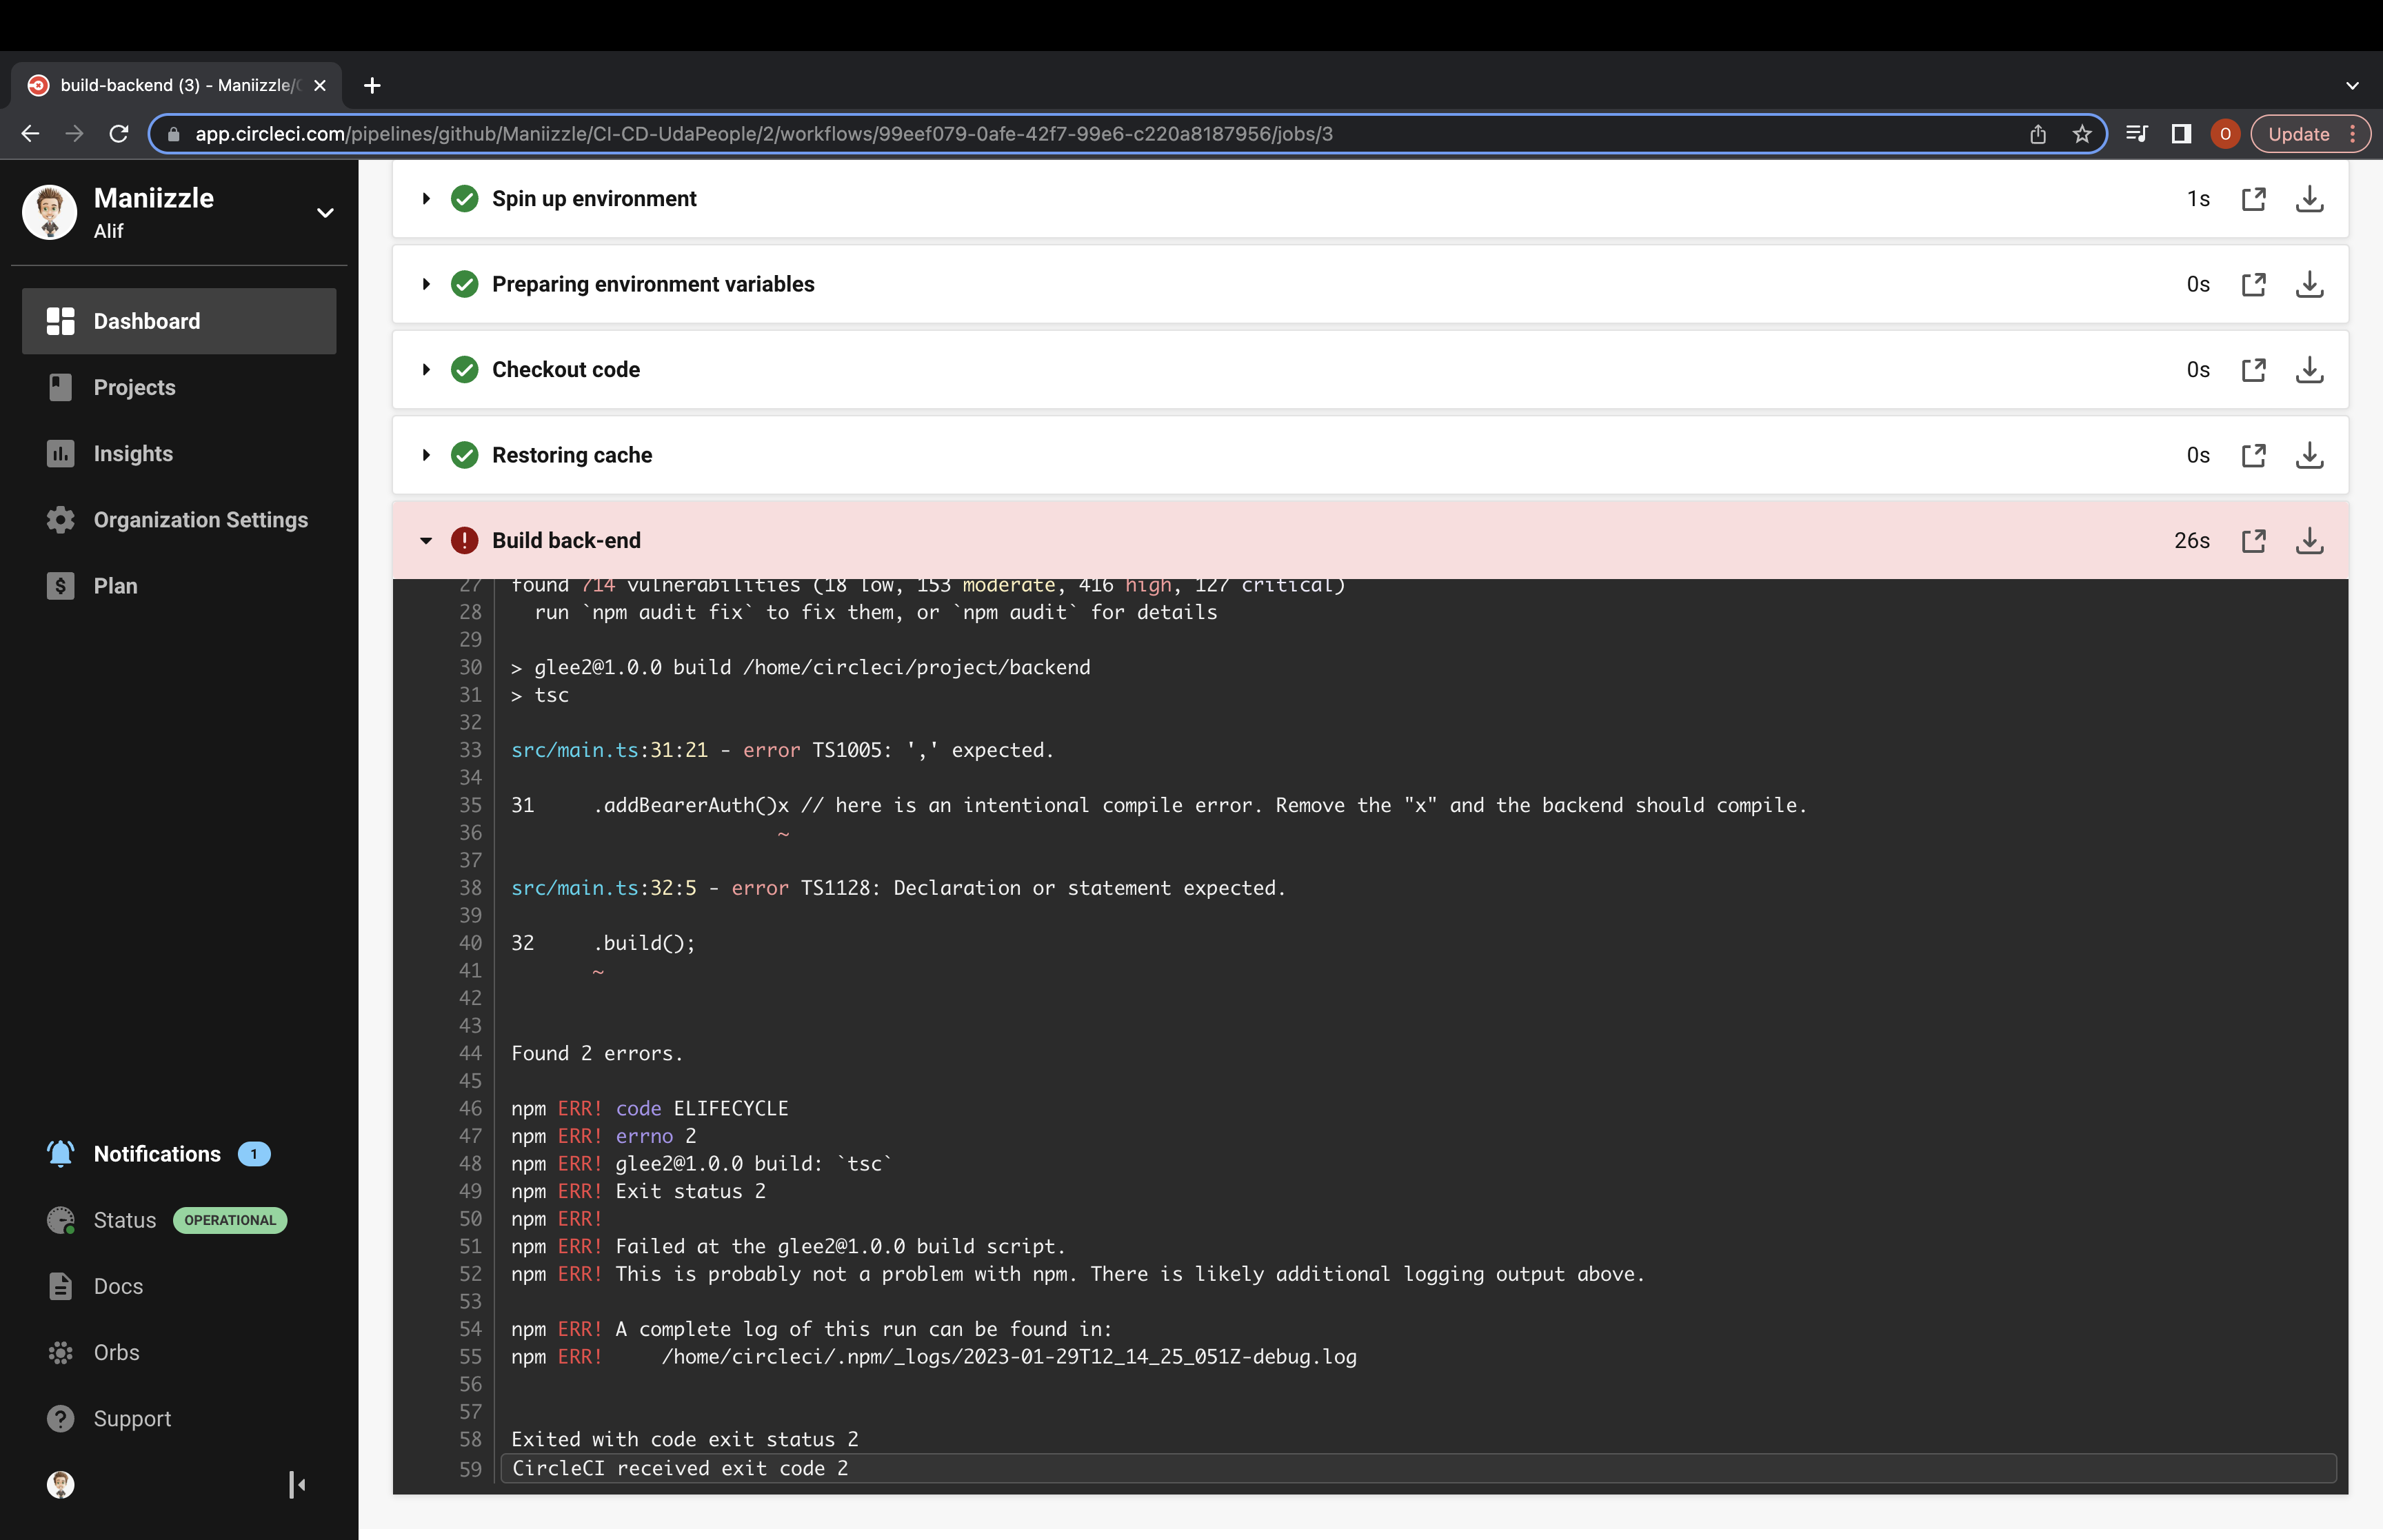 build-backend (3) - Maniizzle/
app.circleci.com/pipelines/github/Maniizzle/CI-CD-UdaPeople/2/workflows/99eef079-0afe-42f7-99e6-c220a8187956/jobs/3
O
Update
Maniizzle
Alif
Dashboard
Projects
Insights
Organization Settings
Plan
Notifications 1
Status OPERATIONAL
Docs
Orbs
Support
Spin up environment 1s
Preparing environment variables 0s
Checkout code 0s
Restoring cache 0s
Build back-end 26s
27 found 714 vulnerabilities (18 low, 153 moderate, 416 high, 127 critical)
28 run `npm audit fix` to fix them, or `npm audit` for details
29
30 > glee2@1.0.0 build /home/circleci/project/backend
31 > tsc
32
33 src/main.ts:31:21 - error TS1005: ',' expected.
34
35 31     .addBearerAuth()x // here is an intentional compile error. Remove the "x" and the backend should compile.
36 ~
37
38 src/main.ts:32:5 - error TS1128: Declaration or statement expected.
39
40 32     .build();
41 ~
42
43
44 Found 2 errors.
45
46 npm ERR! code ELIFECYCLE
47 npm ERR! errno 2
48 npm ERR! glee2@1.0.0 build: `tsc`
49 npm ERR! Exit status 2
50 npm ERR!
51 npm ERR! Failed at the glee2@1.0.0 build script.
52 npm ERR! This is probably not a problem with npm. There is likely additional logging output above.
53
54 npm ERR! A complete log of this run can be found in:
55 npm ERR!     /home/circleci/.npm/_logs/2023-01-29T12_14_25_051Z-debug.log
56
57
58 Exited with code exit status 2
59 CircleCI received exit code 2